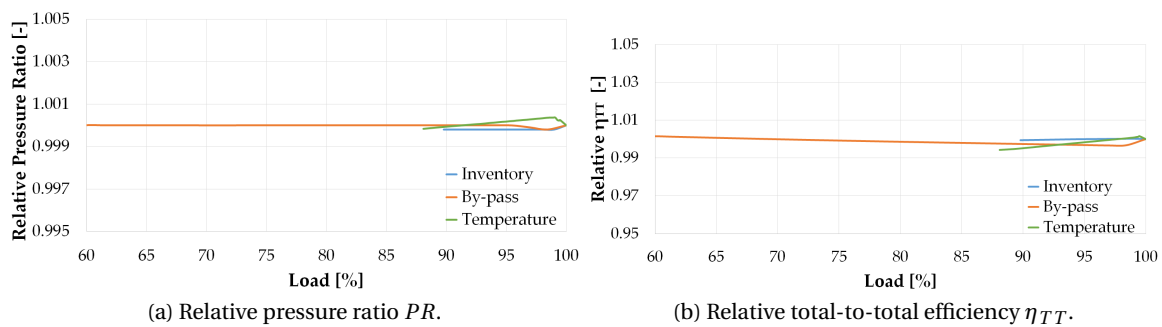 Relative Pressure Ratio [-]
1.005
1.003
1.001
0.999
0.997
0.995
Inventory
By-pass
Temperature
60 65 70 75 80 85 90 95 100
Load [%]
(a) Relative pressure ratio PR.
Relative ηTT [-]
1.05
1.03
1.01
0.99
0.97
0.95
Inventory
By-pass
Temperature
60 65 70 75 80 85 90 95 100
Load [%]
(b) Relative total-to-total efficiency ηTT.